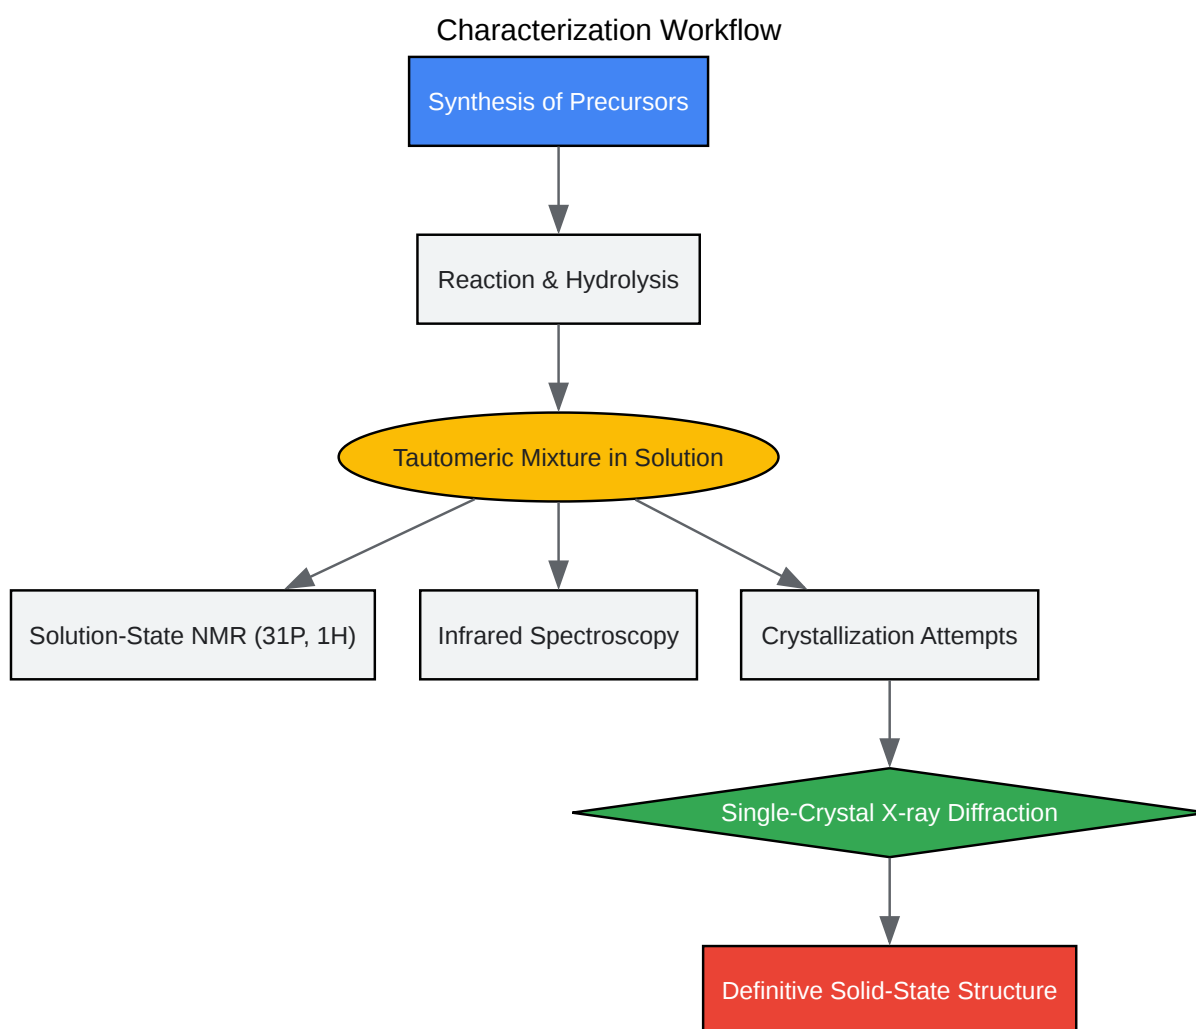 Characterization Workflow
Synthesis of Precursors
Reaction & Hydrolysis
Tautomeric Mixture in Solution
Solution-State NMR (31P, 1H)
Infrared Spectroscopy
Crystallization Attempts
Single-Crystal X-ray Diffraction
Definitive Solid-State Structure